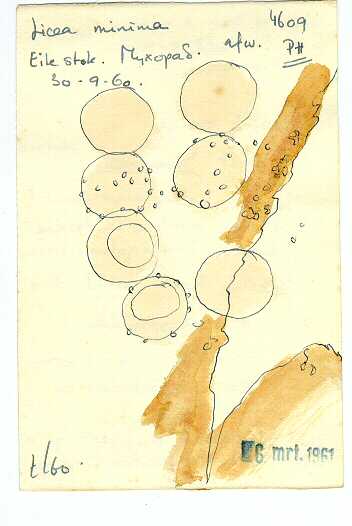 Licea minima
4609
Eik stok. Myxopad. afw. PH
30-9-60.
t/60.
6 mrt. 1961